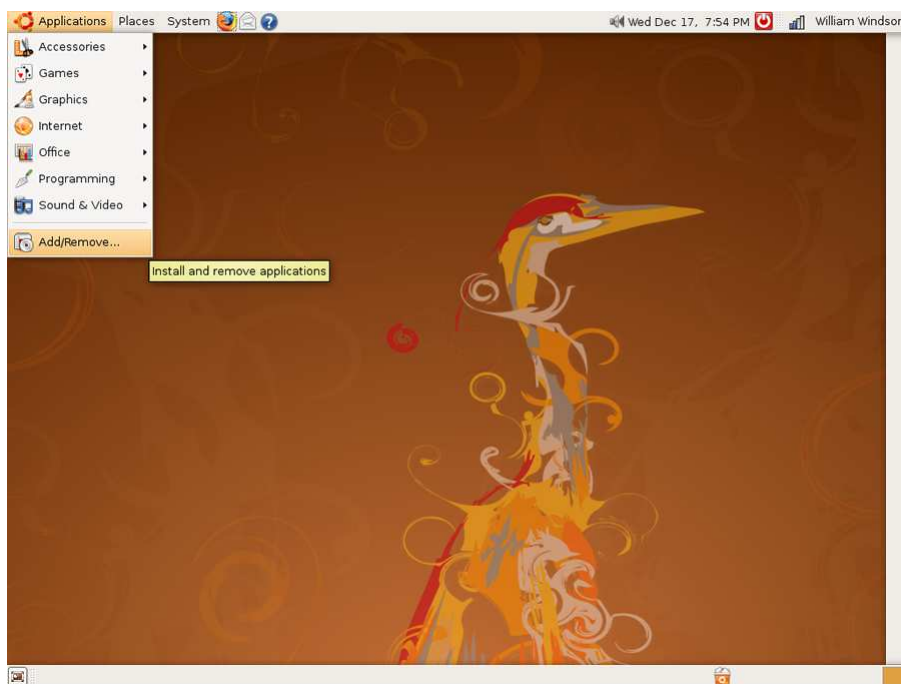 Applications Places System Wed Dec 17, 7:54 PM William Windsor
Accessories
Games
Graphics
Internet
Office
Programming
Sound & Video
Add/Remove...
Install and remove applications